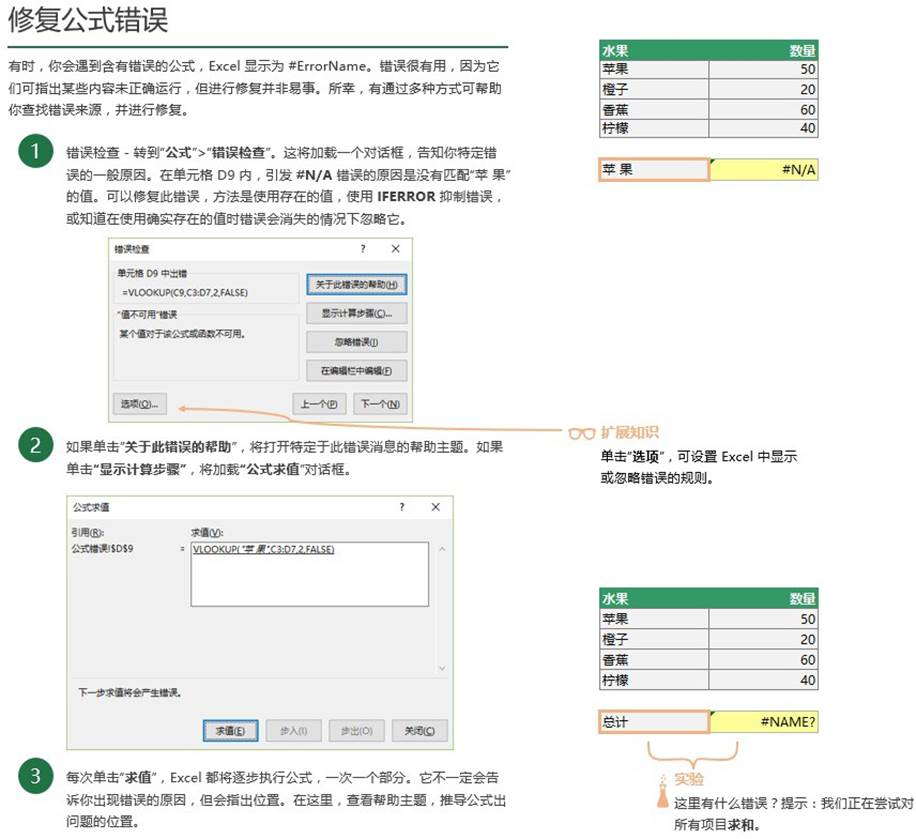 修复公式错误
有时，你会遇到含有错误的公式，Excel 显示为 #ErrorName。错误很有用，因为它
们可指出某些内容未正确运行，但进行修复并非易事。所幸，有通过多种方式可帮助
你查找错误来源，并进行修复。
1
错误检查 - 转到“公式”>“错误检查”。这将加载一个对话框，告知你特定错
误的一般原因。在单元格 D9 内，引发 #N/A 错误的原因是没有匹配“苹 果”
的值。可以修复此错误，方法是使用存在的值，使用 IFERROR 抑制错误，
或知道在使用确实存在的值时错误会消失的情况下忽略它。
错误检查 ? ×
单元格 D9 中出错
=VLOOKUP(C9,C3:D7,2,FALSE)
“值不可用”错误
某个值对于该公式或函数不可用。
关于此错误的帮助(H)
显示计算步骤(C)...
忽略错误(I)
在编辑栏中编辑(F)
选项(O)... 上一个(P) 下一个(N)
2
如果单击“关于此错误的帮助”，将打开特定于此错误消息的帮助主题。如果
单击“显示计算步骤”，将加载“公式求值”对话框。
公式求值 ? ×
引用(R): 求值(V):
公式错误!$D$9 = VLOOKUP("苹 果",C3:D7,2,FALSE)
下一步求值将会产生错误。
求值(E) 步入(I) 步出(O) 关闭(C)
3
每次单击“求值”，Excel 都将逐步执行公式，一次一个部分。它不一定会告
诉你出现错误的原因，但会指出位置。在这里，查看帮助主题，推导公式出
问题的位置。
水果 数量
苹果 50
橙子 20
香蕉 60
柠檬 40
苹 果 #N/A
扩展知识
单击“选项”，可设置 Excel 中显示
或忽略错误的规则。
水果 数量
苹果 50
橙子 20
香蕉 60
柠檬 40
总计 #NAME?
实验
这里有什么错误？提示：我们正在尝试对
所有项目求和。